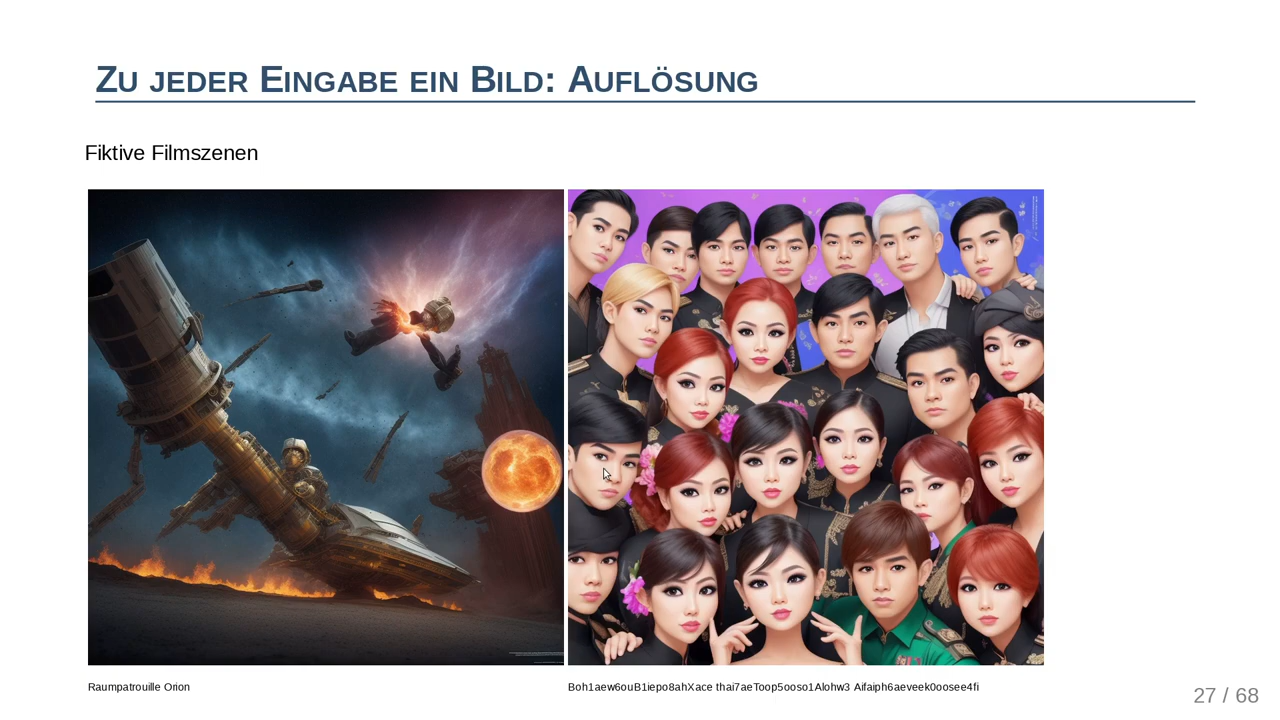 Zu jeder Eingabe ein Bild: Auflösung
Fiktive Filmszenen
Raumpatrouille Orion
Boh1aew6ouB1iepo8ahXace thai7aeToop5ooso1Alohw3 Aifaiph6aeveek0oosee4fi
27 / 68